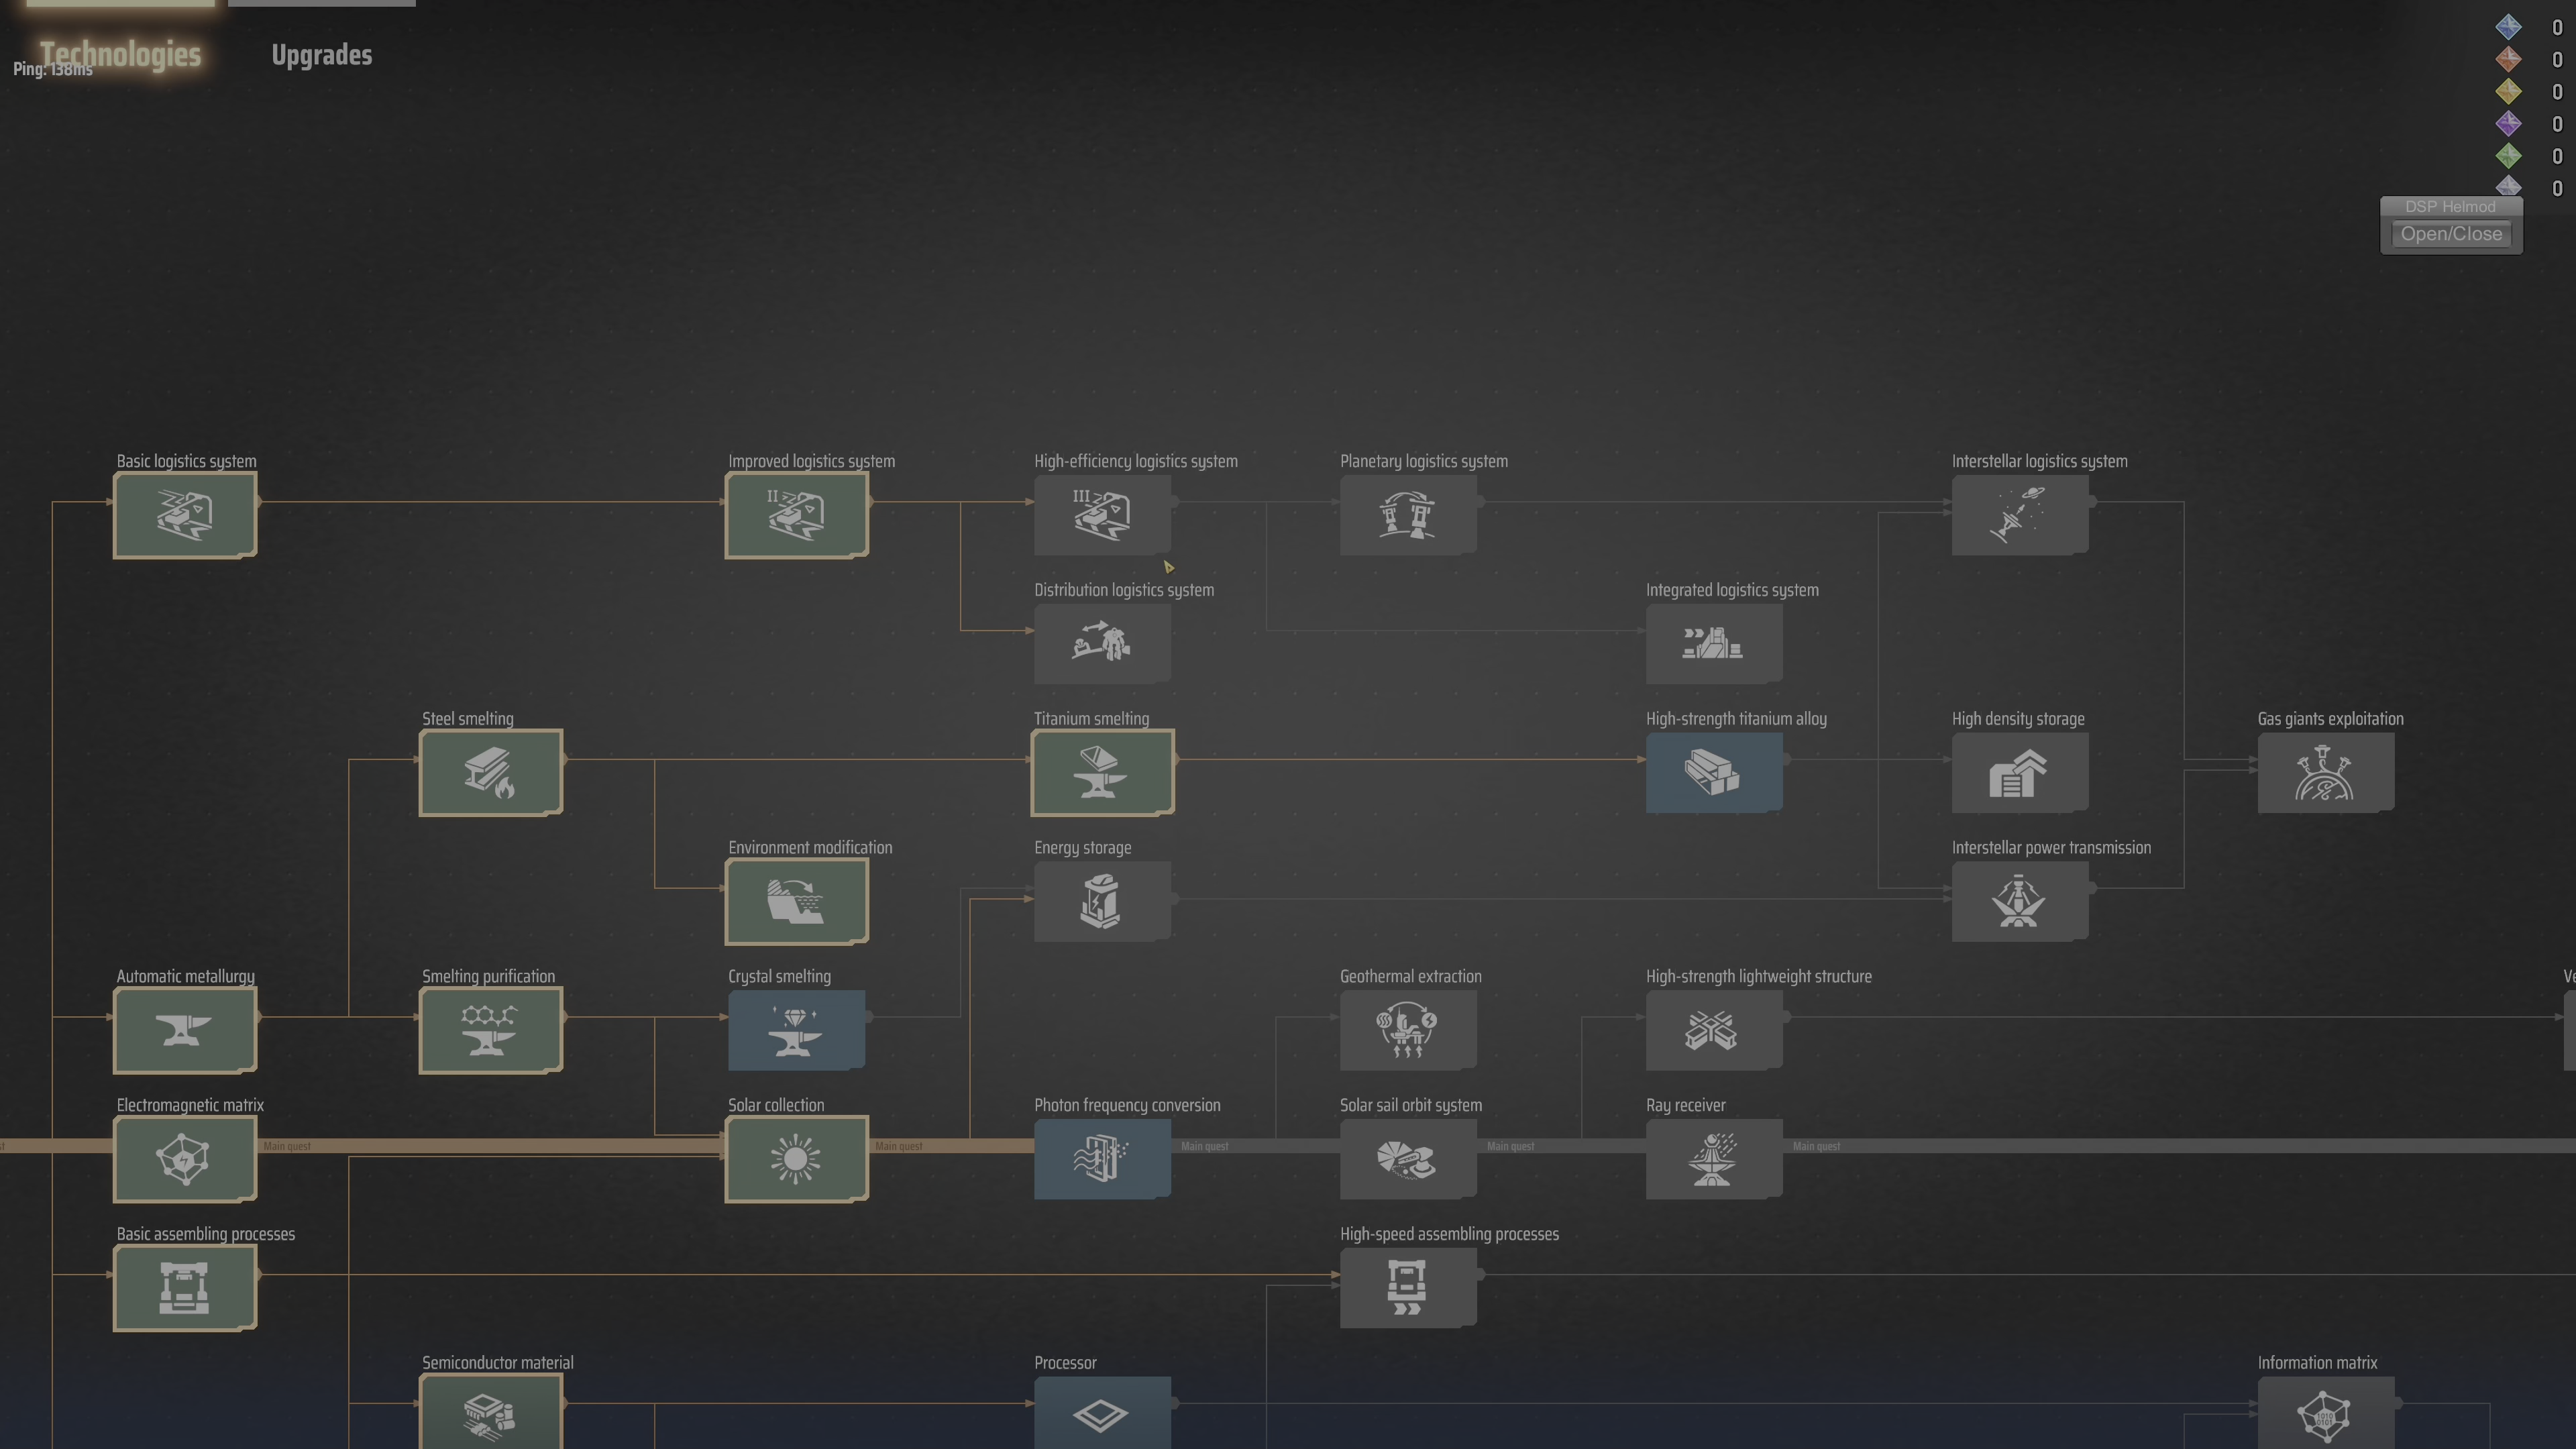 Technologies
Upgrades
Ping: 138ms
0
0
0
0
0
0
DSP Helmod
Open/Close
Basic logistics system
Improved logistics system
High-efficiency logistics system
Planetary logistics system
Interstellar logistics system
II
III
Distribution logistics system
Integrated logistics system
Steel smelting
Titanium smelting
High-strength titanium alloy
High density storage
Gas giants exploitation
Environment modification
Energy storage
Interstellar power transmission
Automatic metallurgy
Smelting purification
Crystal smelting
Geothermal extraction
High-strength lightweight structure
Ve
Electromagnetic matrix
Solar collection
Photon frequency conversion
Solar sail orbit system
Ray receiver
st
Main quest
Main quest
Main quest
Main quest
Main quest
Basic assembling processes
High-speed assembling processes
Semiconductor material
Processor
Information matrix